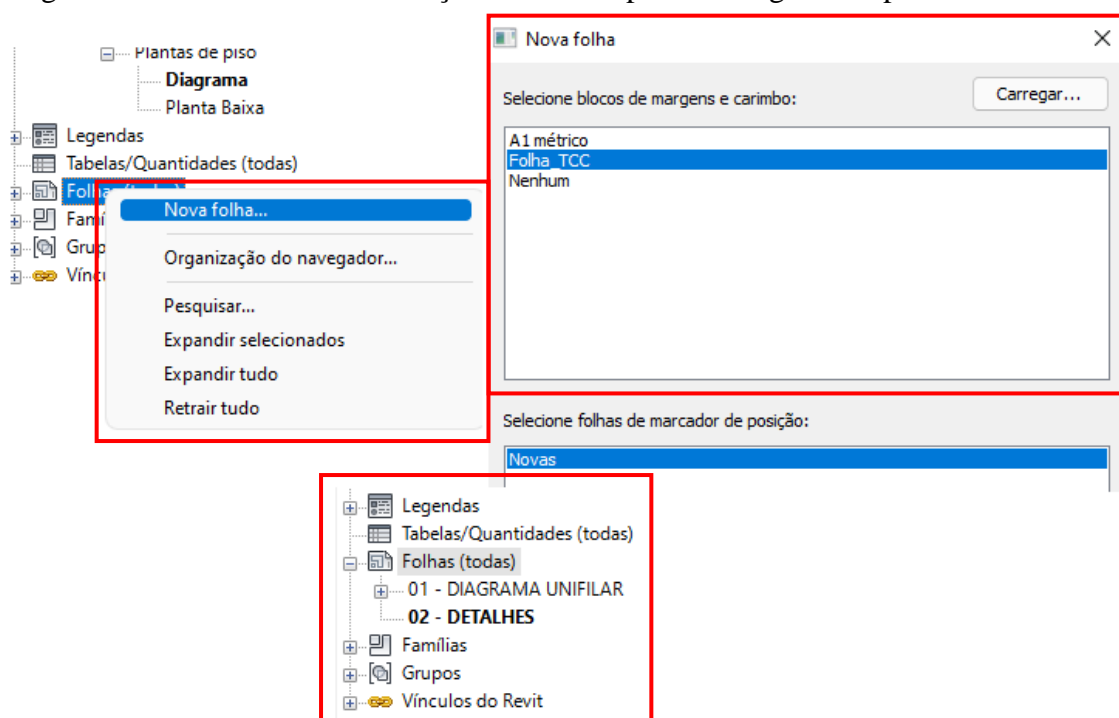 Plantas de piso
Diagrama
Planta Baixa
Legendas
Tabelas/Quantidades (todas)
Nova folha...
Organização do navegador...
Pesquisar...
Expandir selecionados
Expandir tudo
Retrair tudo
Nova folha
Selecione blocos de margens e carimbo:
Carregar...
A1 métrico
Folha_TCC
Nenhum
Selecione folhas de marcador de posição:
Novas
Legendas
Tabelas/Quantidades (todas)
Folhas (todas)
01 - DIAGRAMA UNIFILAR
02 - DETALHES
Famílias
Grupos
Vínculos do Revit